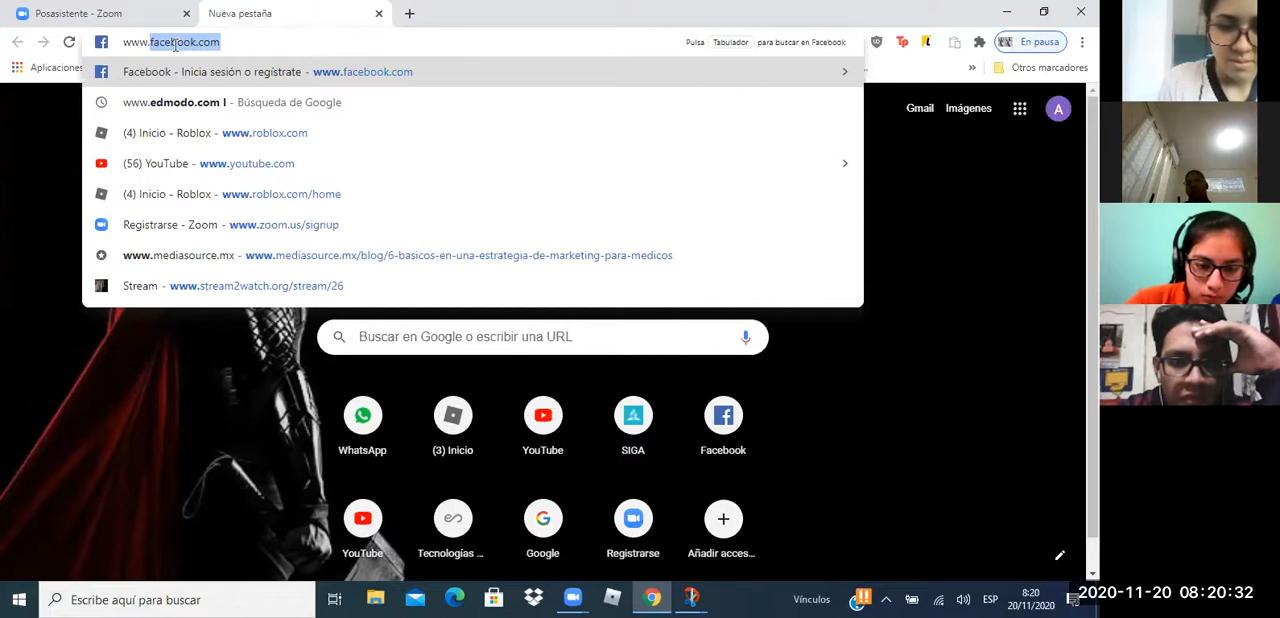 Posasistente - Zoom
Nueva pestaña
www.facebook.com
Pulsa Tabulador para buscar en Facebook
En pausa
Aplicaciones
Otros marcadores
Facebook - Inicia sesión o regístrate - www.facebook.com
www.edmodo.com l - Búsqueda de Google
(4) Inicio - Roblox - www.roblox.com
(56) YouTube - www.youtube.com
(4) Inicio - Roblox - www.roblox.com/home
Registrarse - Zoom - www.zoom.us/signup
www.mediasource.mx - www.mediasource.mx/blog/6-basicos-en-una-estrategia-de-marketing-para-medicos
Stream - www.stream2watch.org/stream/26
Gmail Imágenes
A
Buscar en Google o escribir una URL
WhatsApp
(3) Inicio
YouTube
SIGA
Facebook
YouTube
Tecnologías ...
Google
Registrarse
Añadir acces...
Escribe aquí para buscar
Vínculos
ESP
8:20
20/11/2020
2020-11-20 08:20:32